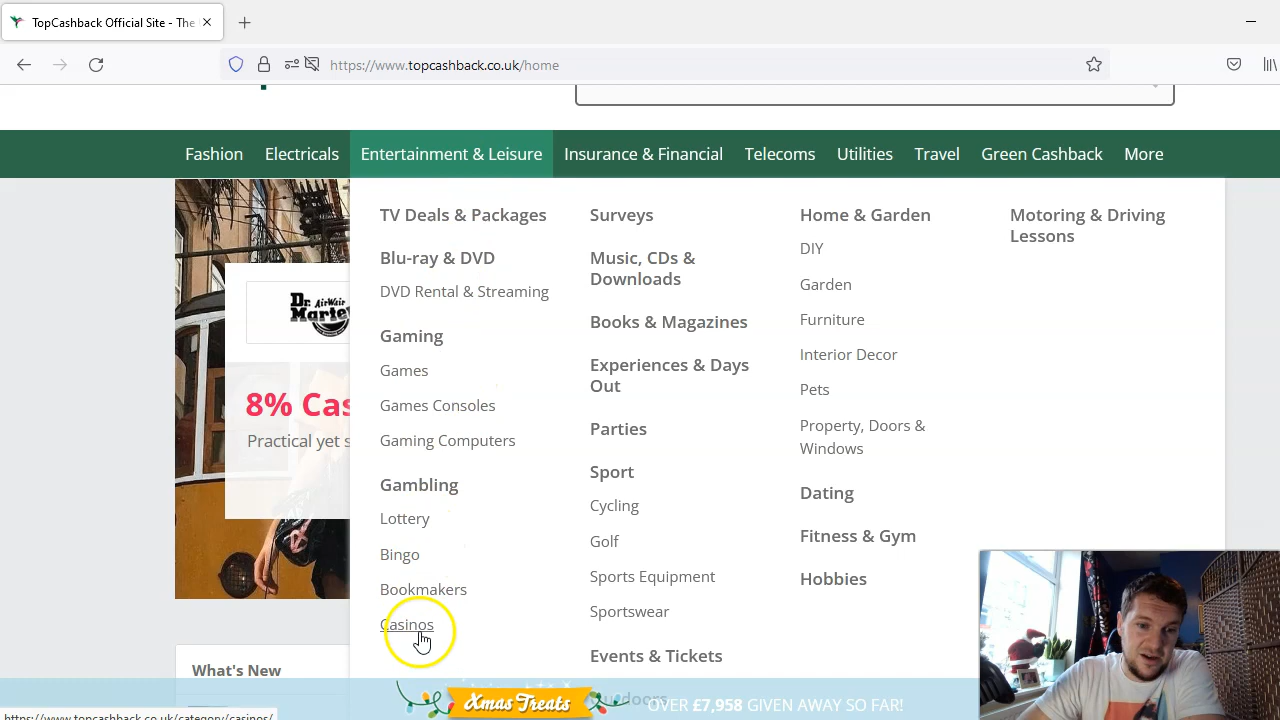 TopCashback Official Site - The
https://www.topcashback.co.uk/home
Fashion
Electricals
Entertainment & Leisure
Insurance & Financial
Telecoms
Utilities
Travel
Green Cashback
More
TV Deals & Packages
Blu-ray & DVD
DVD Rental & Streaming
Gaming
Games
Games Consoles
Gaming Computers
Gambling
Lottery
Bingo
Bookmakers
Casinos
Surveys
Music, CDs &
Downloads
Books & Magazines
Experiences & Days
Out
Parties
Sport
Cycling
Golf
Sports Equipment
Sportswear
Events & Tickets
Outdoors
Home & Garden
DIY
Garden
Furniture
Interior Decor
Pets
Property, Doors &
Windows
Dating
Fitness & Gym
Hobbies
Motoring & Driving
Lessons
Dr.
AirWair
8%
Practical yet s
What's New
Xmas Treats
OVER £7,958 GIVEN AWAY SO FAR!
https://www.topcashback.co.uk/category/casinos/